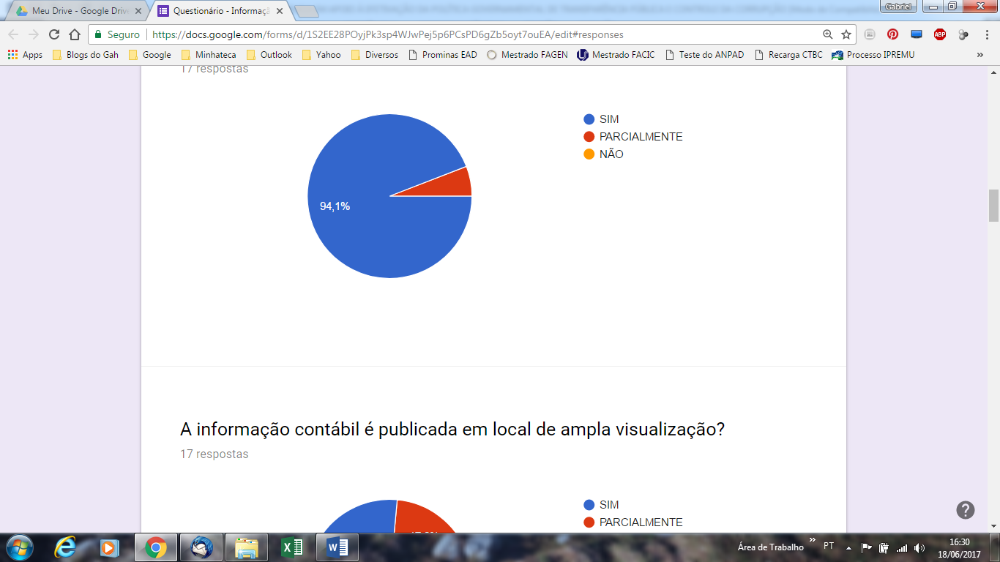 Meu Drive - Google Drive
Questionário - Informaçã
Gabriel
Seguro
https://docs.google.com/forms/d/1S2EE28POyjPk3sp4WJwPej5p6PCsPD6gZb5oyt7ouEA/edit#responses
ABP
Apps
Blogs do Gah
Google
Minhateca
Outlook
Yahoo
Diversos
Prominas EAD
Mestrado FAGEN
Mestrado FACIC
Teste do ANPAD
Recarga CTBC
Processo IPREMU
»
17 respostas
SIM
PARCIALMENTE
NÃO
94,1%
A informação contábil é publicada em local de ampla visualização?
17 respostas
SIM
PARCIALMENTE
Área de Trabalho
»
PT
16:30
18/06/2017